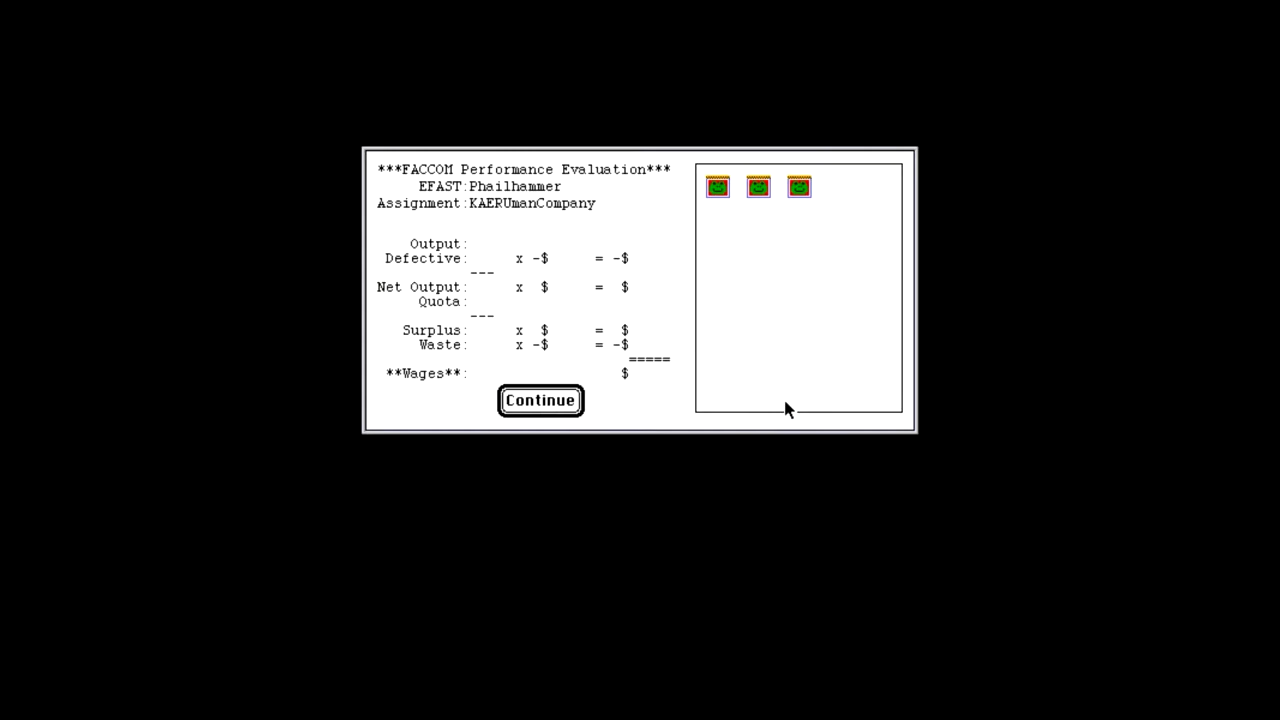 ***FACCOM Performance Evaluation***
EFAST:Phailhammer
Assignment:KAERUmanCompany
Output:
Defective: x -$ = -$
---
Net Output: x $ = $
Quota:
---
Surplus: x $ = $
Waste: x -$ = -$
=====
**Wages**: $
Continue